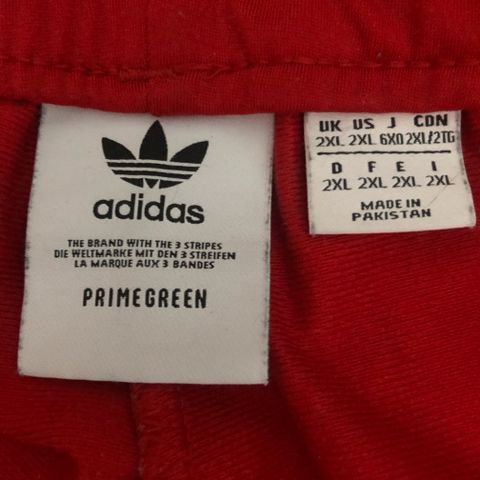 adidas
THE BRAND WITH THE 3 STRIPES
DIE WELTMARKE MIT DEN 3 STREIFEN
LA MARQUE AUX 3 BANDES
PRIMEGREEN
UK US J CDN
2XL 2XL 6XO 2XL/2TG
D F E I
2XL 2XL 2XL 2XL
MADE IN
PAKISTAN